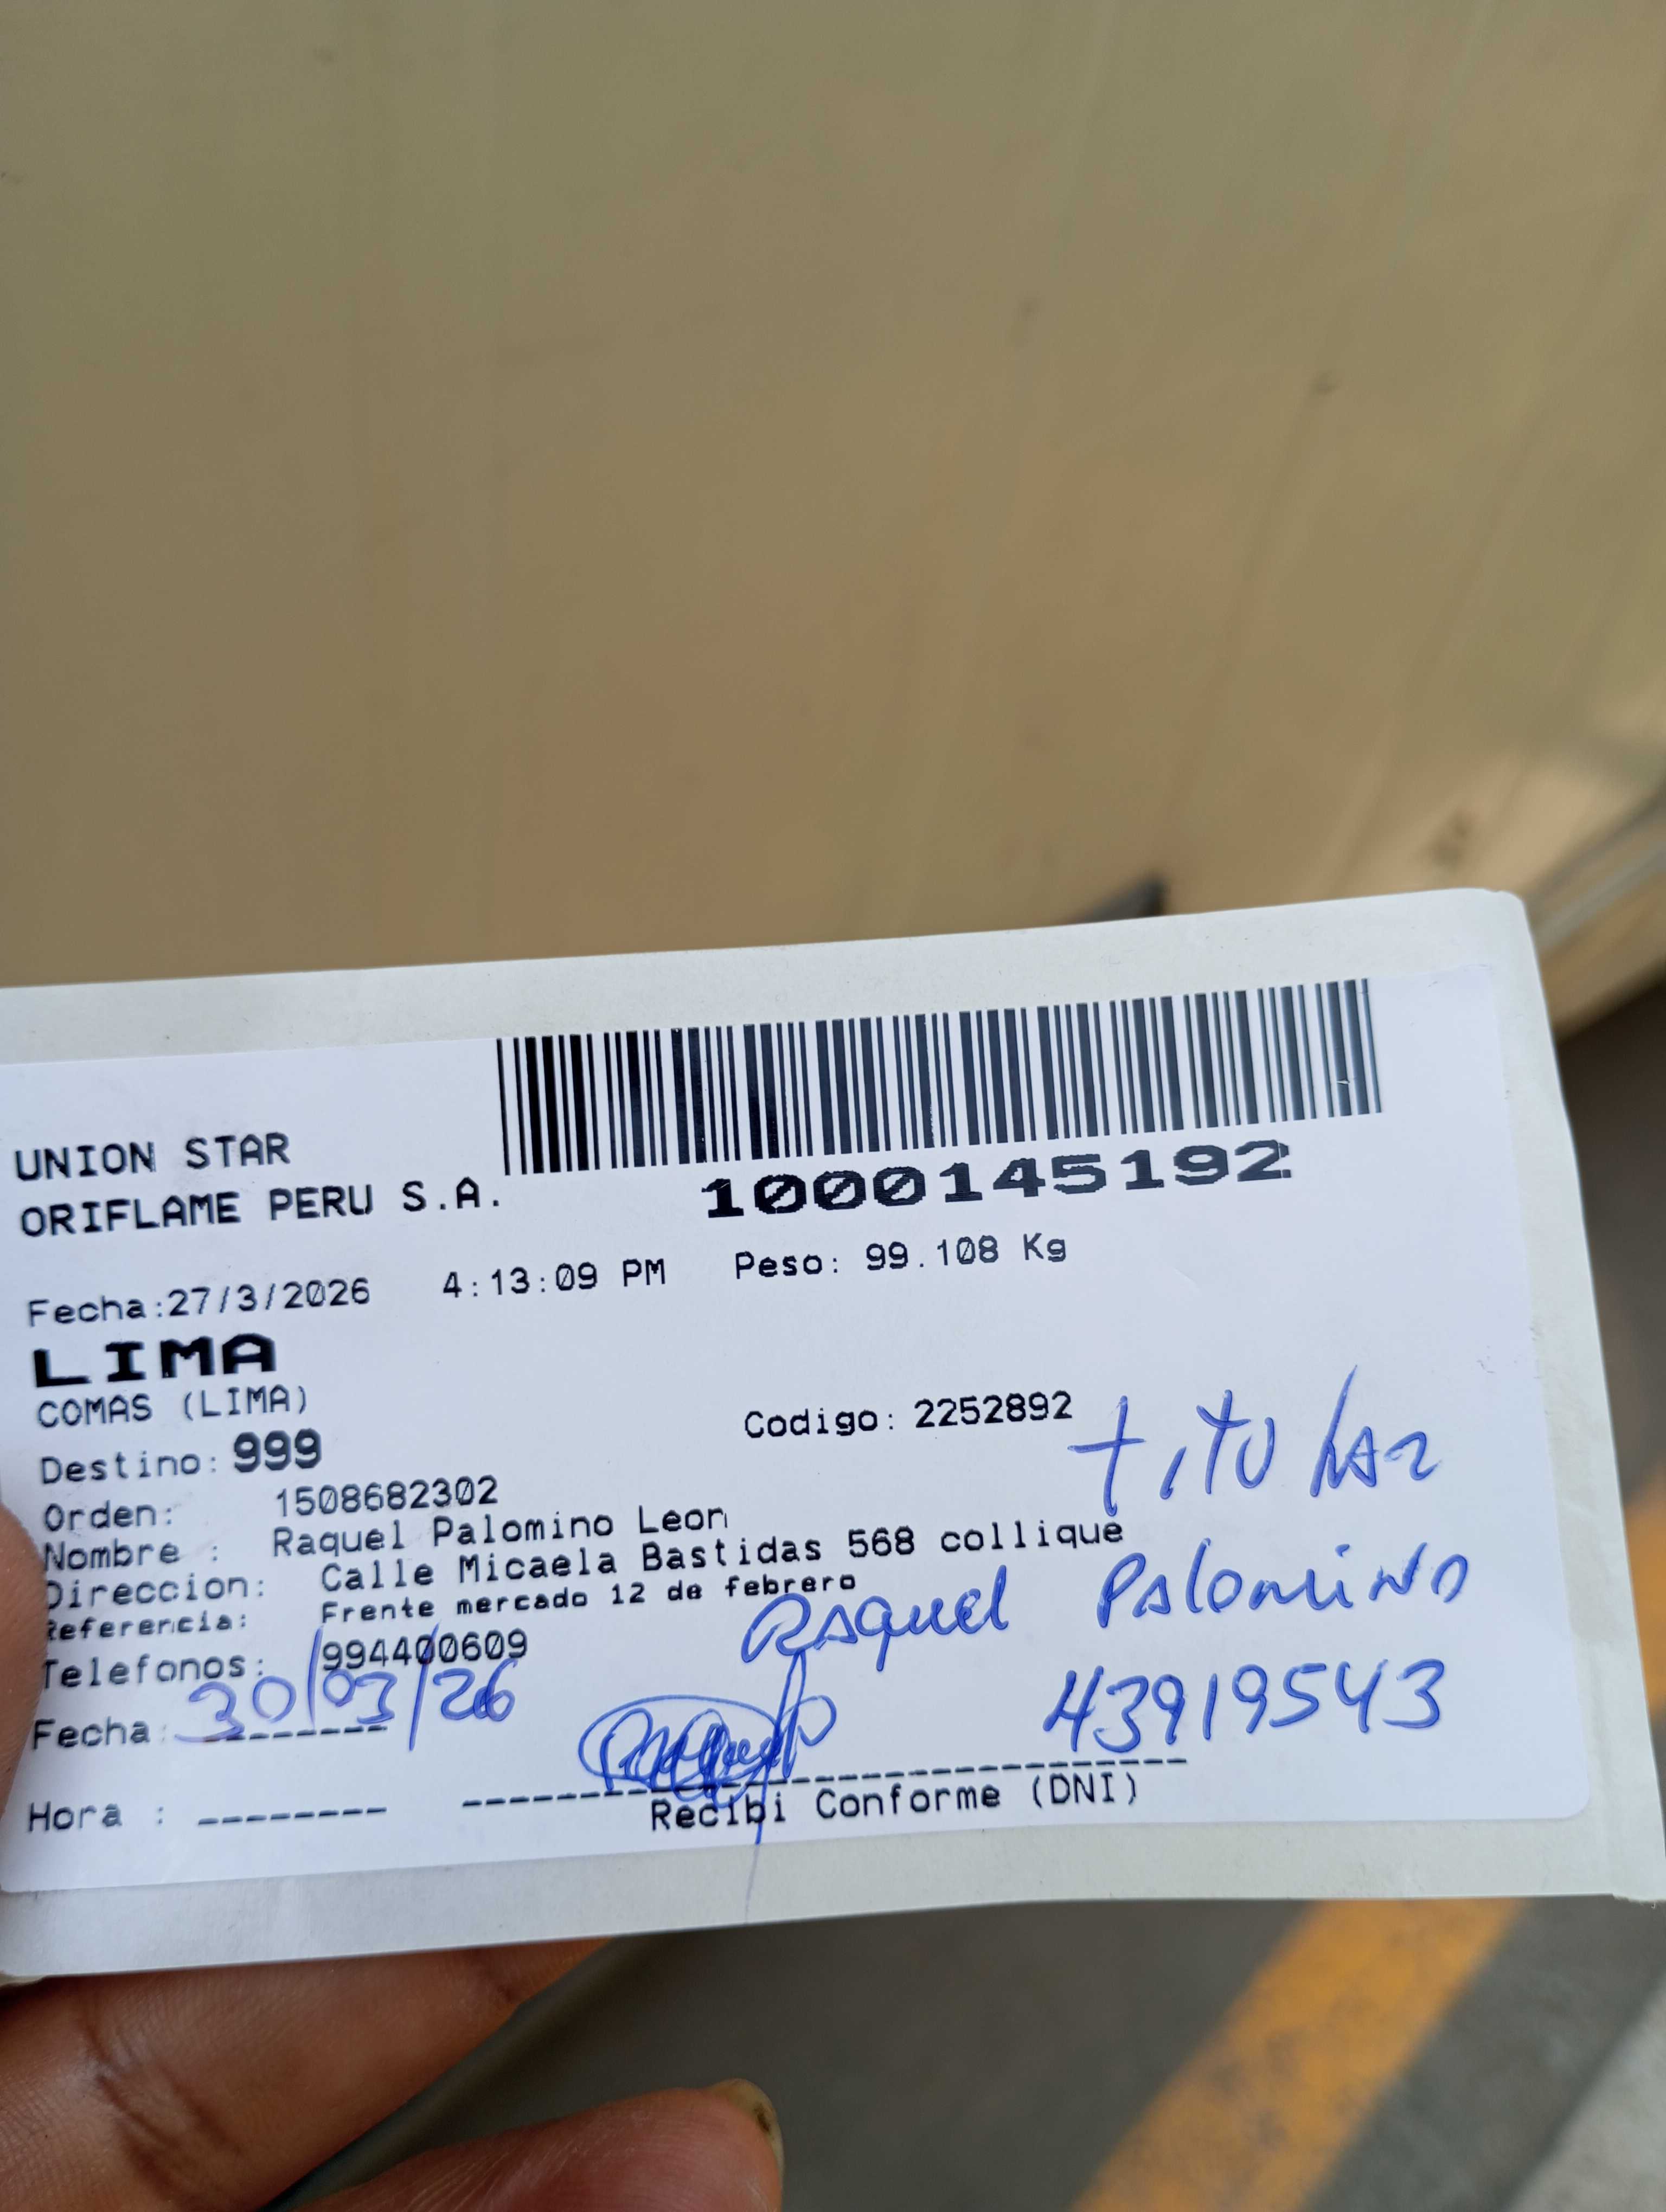 UNION STAR
ORIFLAME PERU S.A.
1000145192
Fecha:27/3/2026 4:13:09 PM Peso: 99.108 Kg
LIMA
COMAS (LIMA)
Codigo: 2252892
Destino: 999
titular
Orden: 1508682302
Nombre : Raquel Palomino Leon
Direccion: Calle Micaela Bastidas 568 collique
Referencia: Frente mercado 12 de febrero
Raquel Palomino
Telefonos: 994400609
Fecha: 30/03/26
43919543
Hora :
Recibi Conforme (DNI)